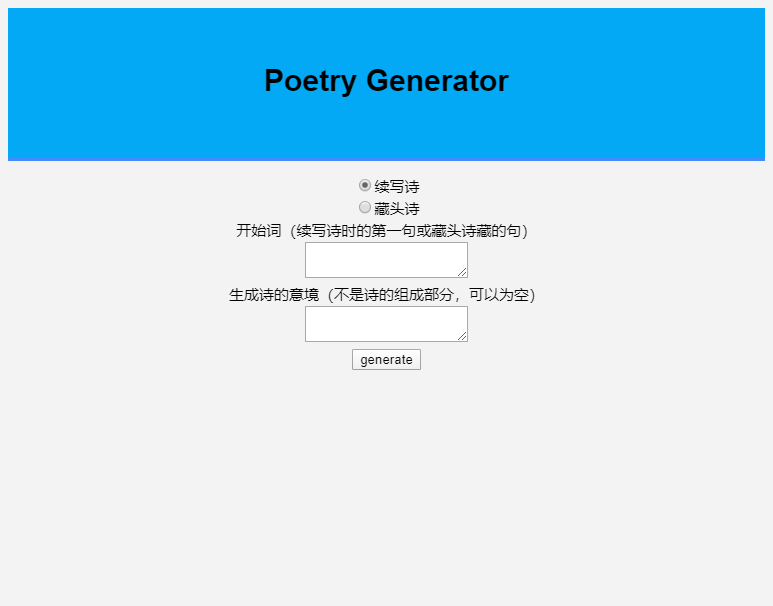 Poetry Generator
续写诗
藏头诗
开始词（续写诗时的第一句或藏头诗藏的句）
生成诗的意境（不是诗的组成部分，可以为空）
generate